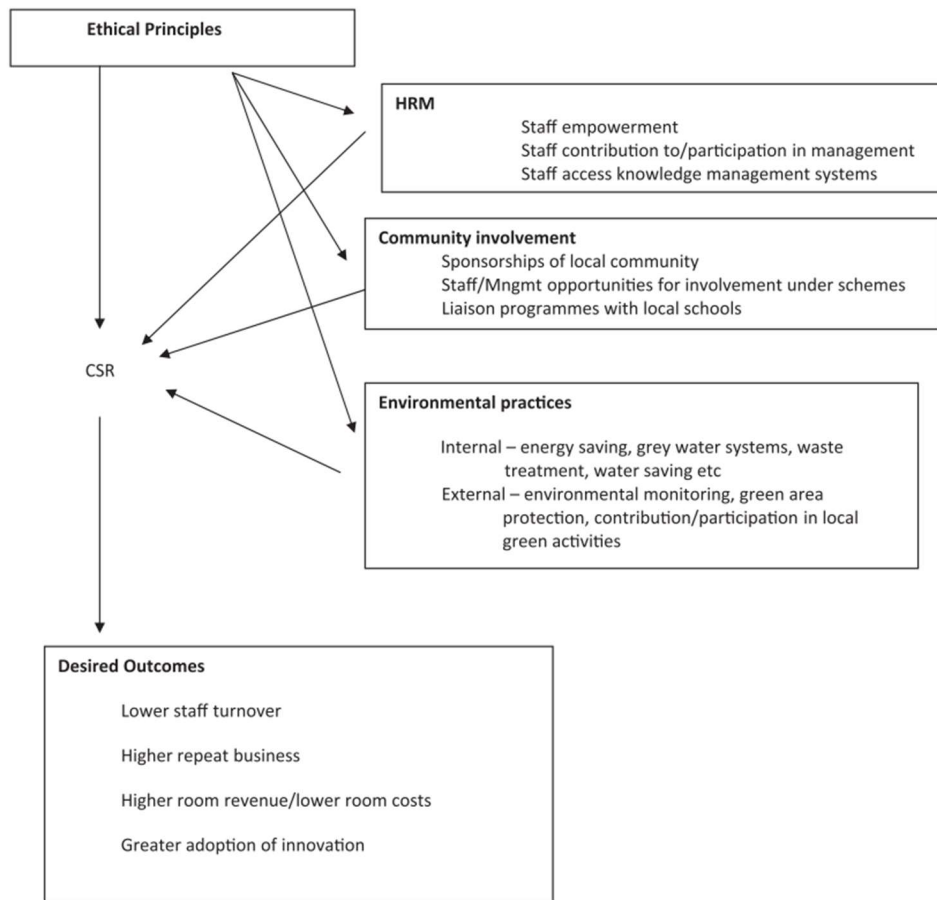 Ethical Principles
HRM
Staff empowerment
Staff contribution to/participation in management
Staff access knowledge management systems
Community involvement
Sponsorships of local community
Staff/Mngmt opportunities for involvement under schemes
Liaison programmes with local schools
CSR
Environmental practices
Internal – energy saving, grey water systems, waste
treatment, water saving etc
External – environmental monitoring, green area
protection, contribution/participation in local
green activities
Desired Outcomes
Lower staff turnover
Higher repeat business
Higher room revenue/lower room costs
Greater adoption of innovation